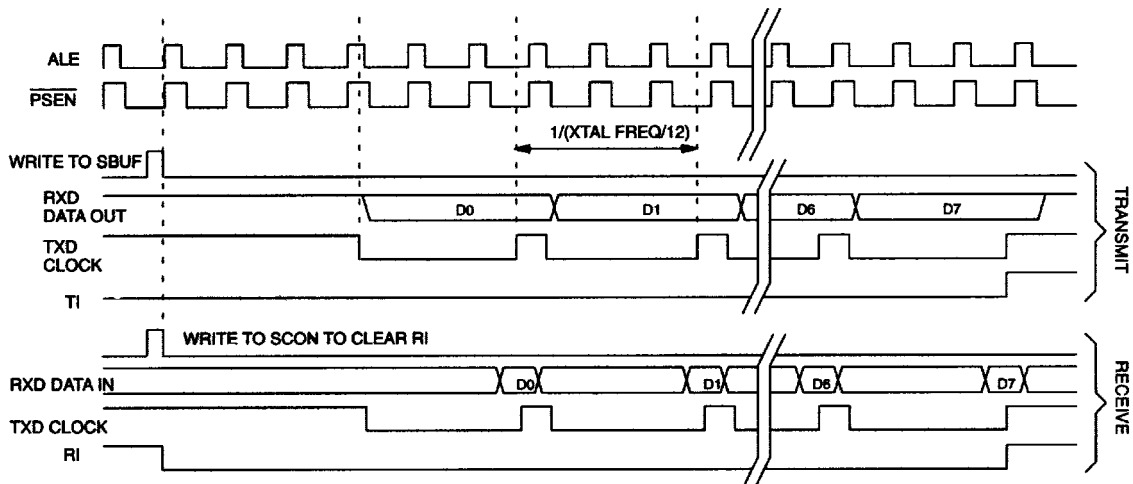 ALE
PSEN
1/(XTAL FREQ/12)
WRITE TO SBUF
RXD
DATA OUT
D0
D1
D6
D7
TXD
CLOCK
TI
TRANSMIT
WRITE TO SCON TO CLEAR RI
RXD DATA IN
D0
D1
D6
D7
TXD CLOCK
RI
RECEIVE